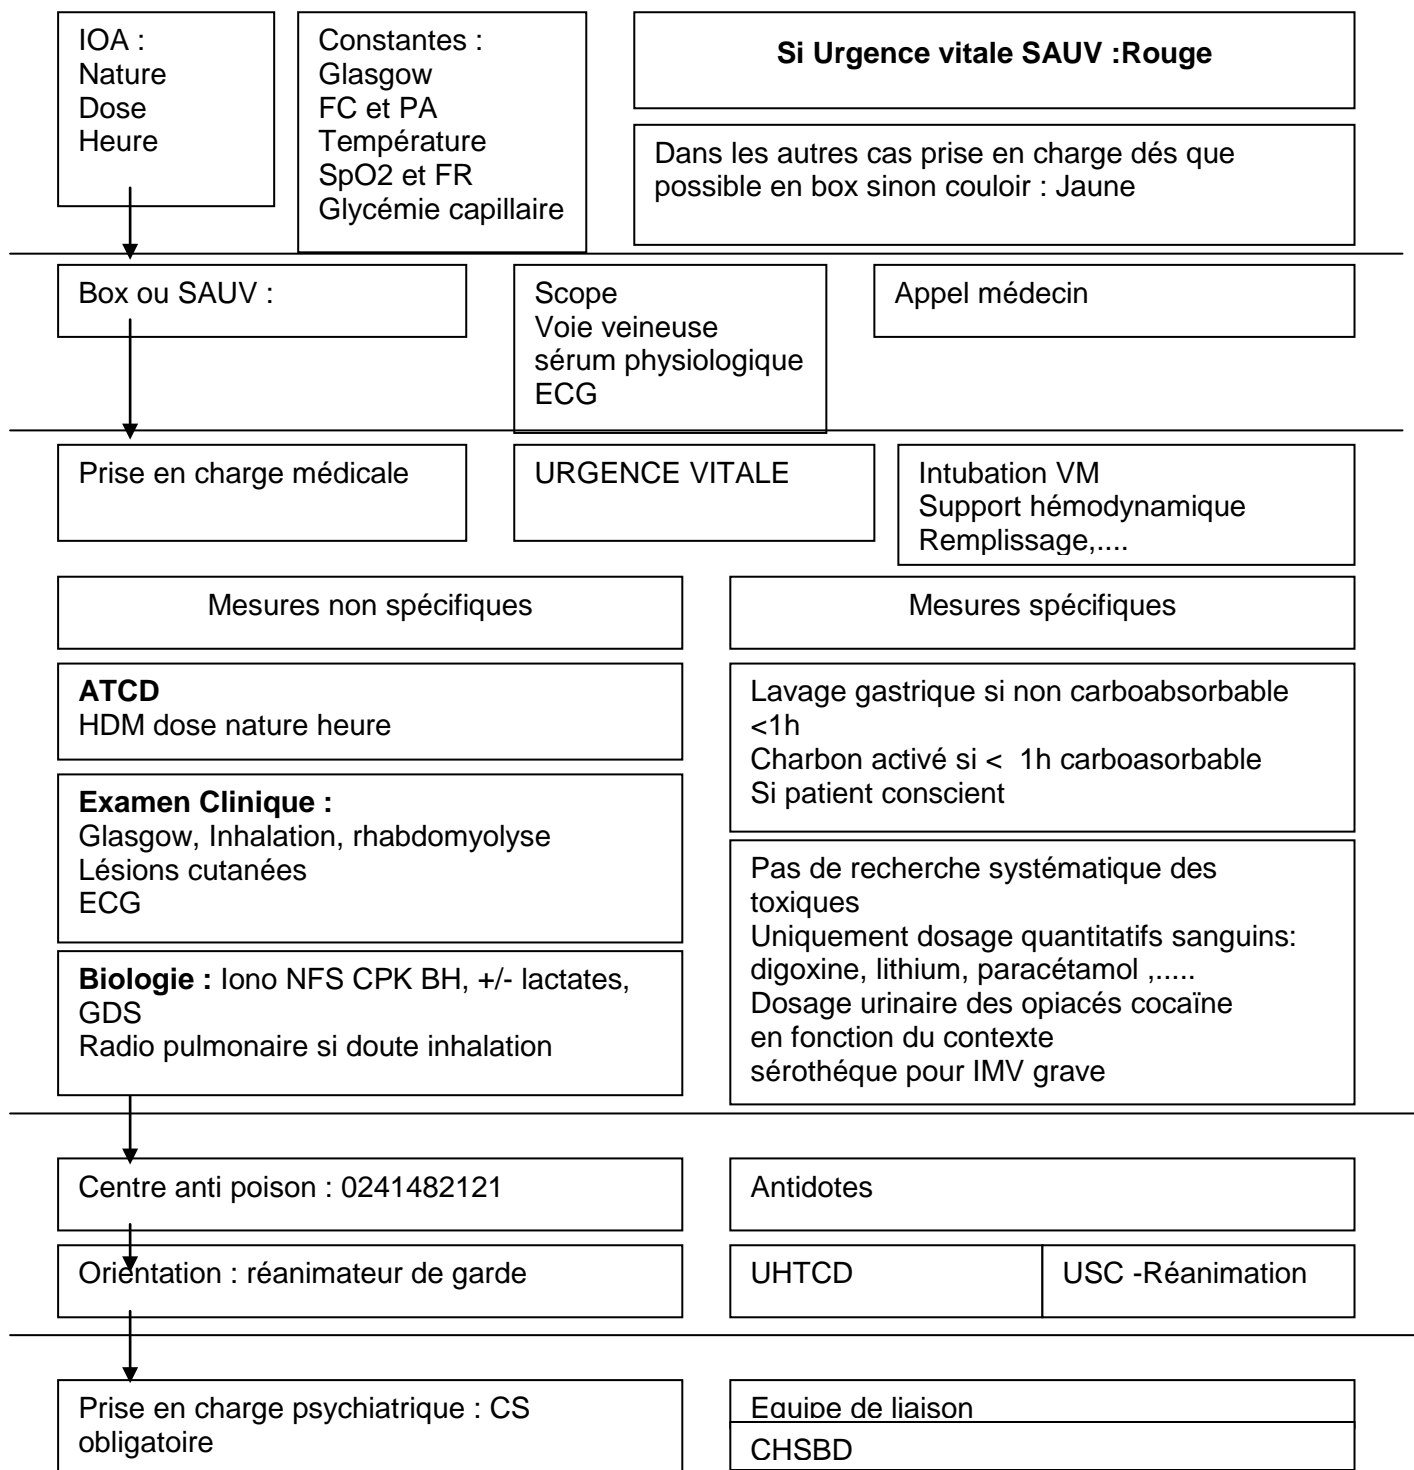 IOA :
Nature
Dose
Heure
Constantes :
Glasgow
FC et PA
Température
SpO2 et FR
Glycémie capillaire
Si Urgence vitale SAUV :Rouge
Dans les autres cas prise en charge dés que
possible en box sinon couloir : Jaune
Box ou SAUV :
Scope
Voie veineuse
sérum physiologique
ECG
Appel médecin
Prise en charge médicale
URGENCE VITALE
Intubation VM
Support hémodynamique
Remplissage,....
Mesures non spécifiques
Mesures spécifiques
ATCD
HDM dose nature heure
Examen Clinique :
Glasgow, Inhalation, rhabdomyolyse
Lésions cutanées
ECG
Biologie : Iono NFS CPK BH, +/- lactates,
GDS
Radio pulmonaire si doute inhalation
Lavage gastrique si non carboabsorbable
<1h
Charbon activé si <  1h carboasorbable
Si patient conscient
Pas de recherche systématique des
toxiques
Uniquement dosage quantitatifs sanguins:
digoxine, lithium, paracétamol ,.....
Dosage urinaire des opiacés cocaïne
en fonction du contexte
sérothéque pour IMV grave
Centre anti poison : 0241482121
Antidotes
Orientation : réanimateur de garde
UHTCD
USC -Réanimation
Prise en charge psychiatrique : CS
obligatoire
Equipe de liaison
CHSBD